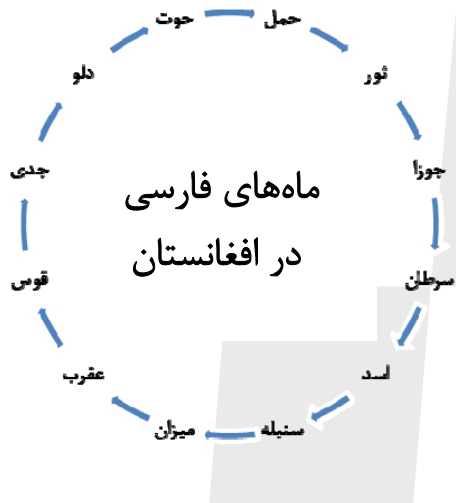 حمل
ثور
جوزا
سرطان
اسد
سنبله
میزان
عقرب
قوس
جدی
دلو
حوت
ماه‌های فارسی
در افغانستان